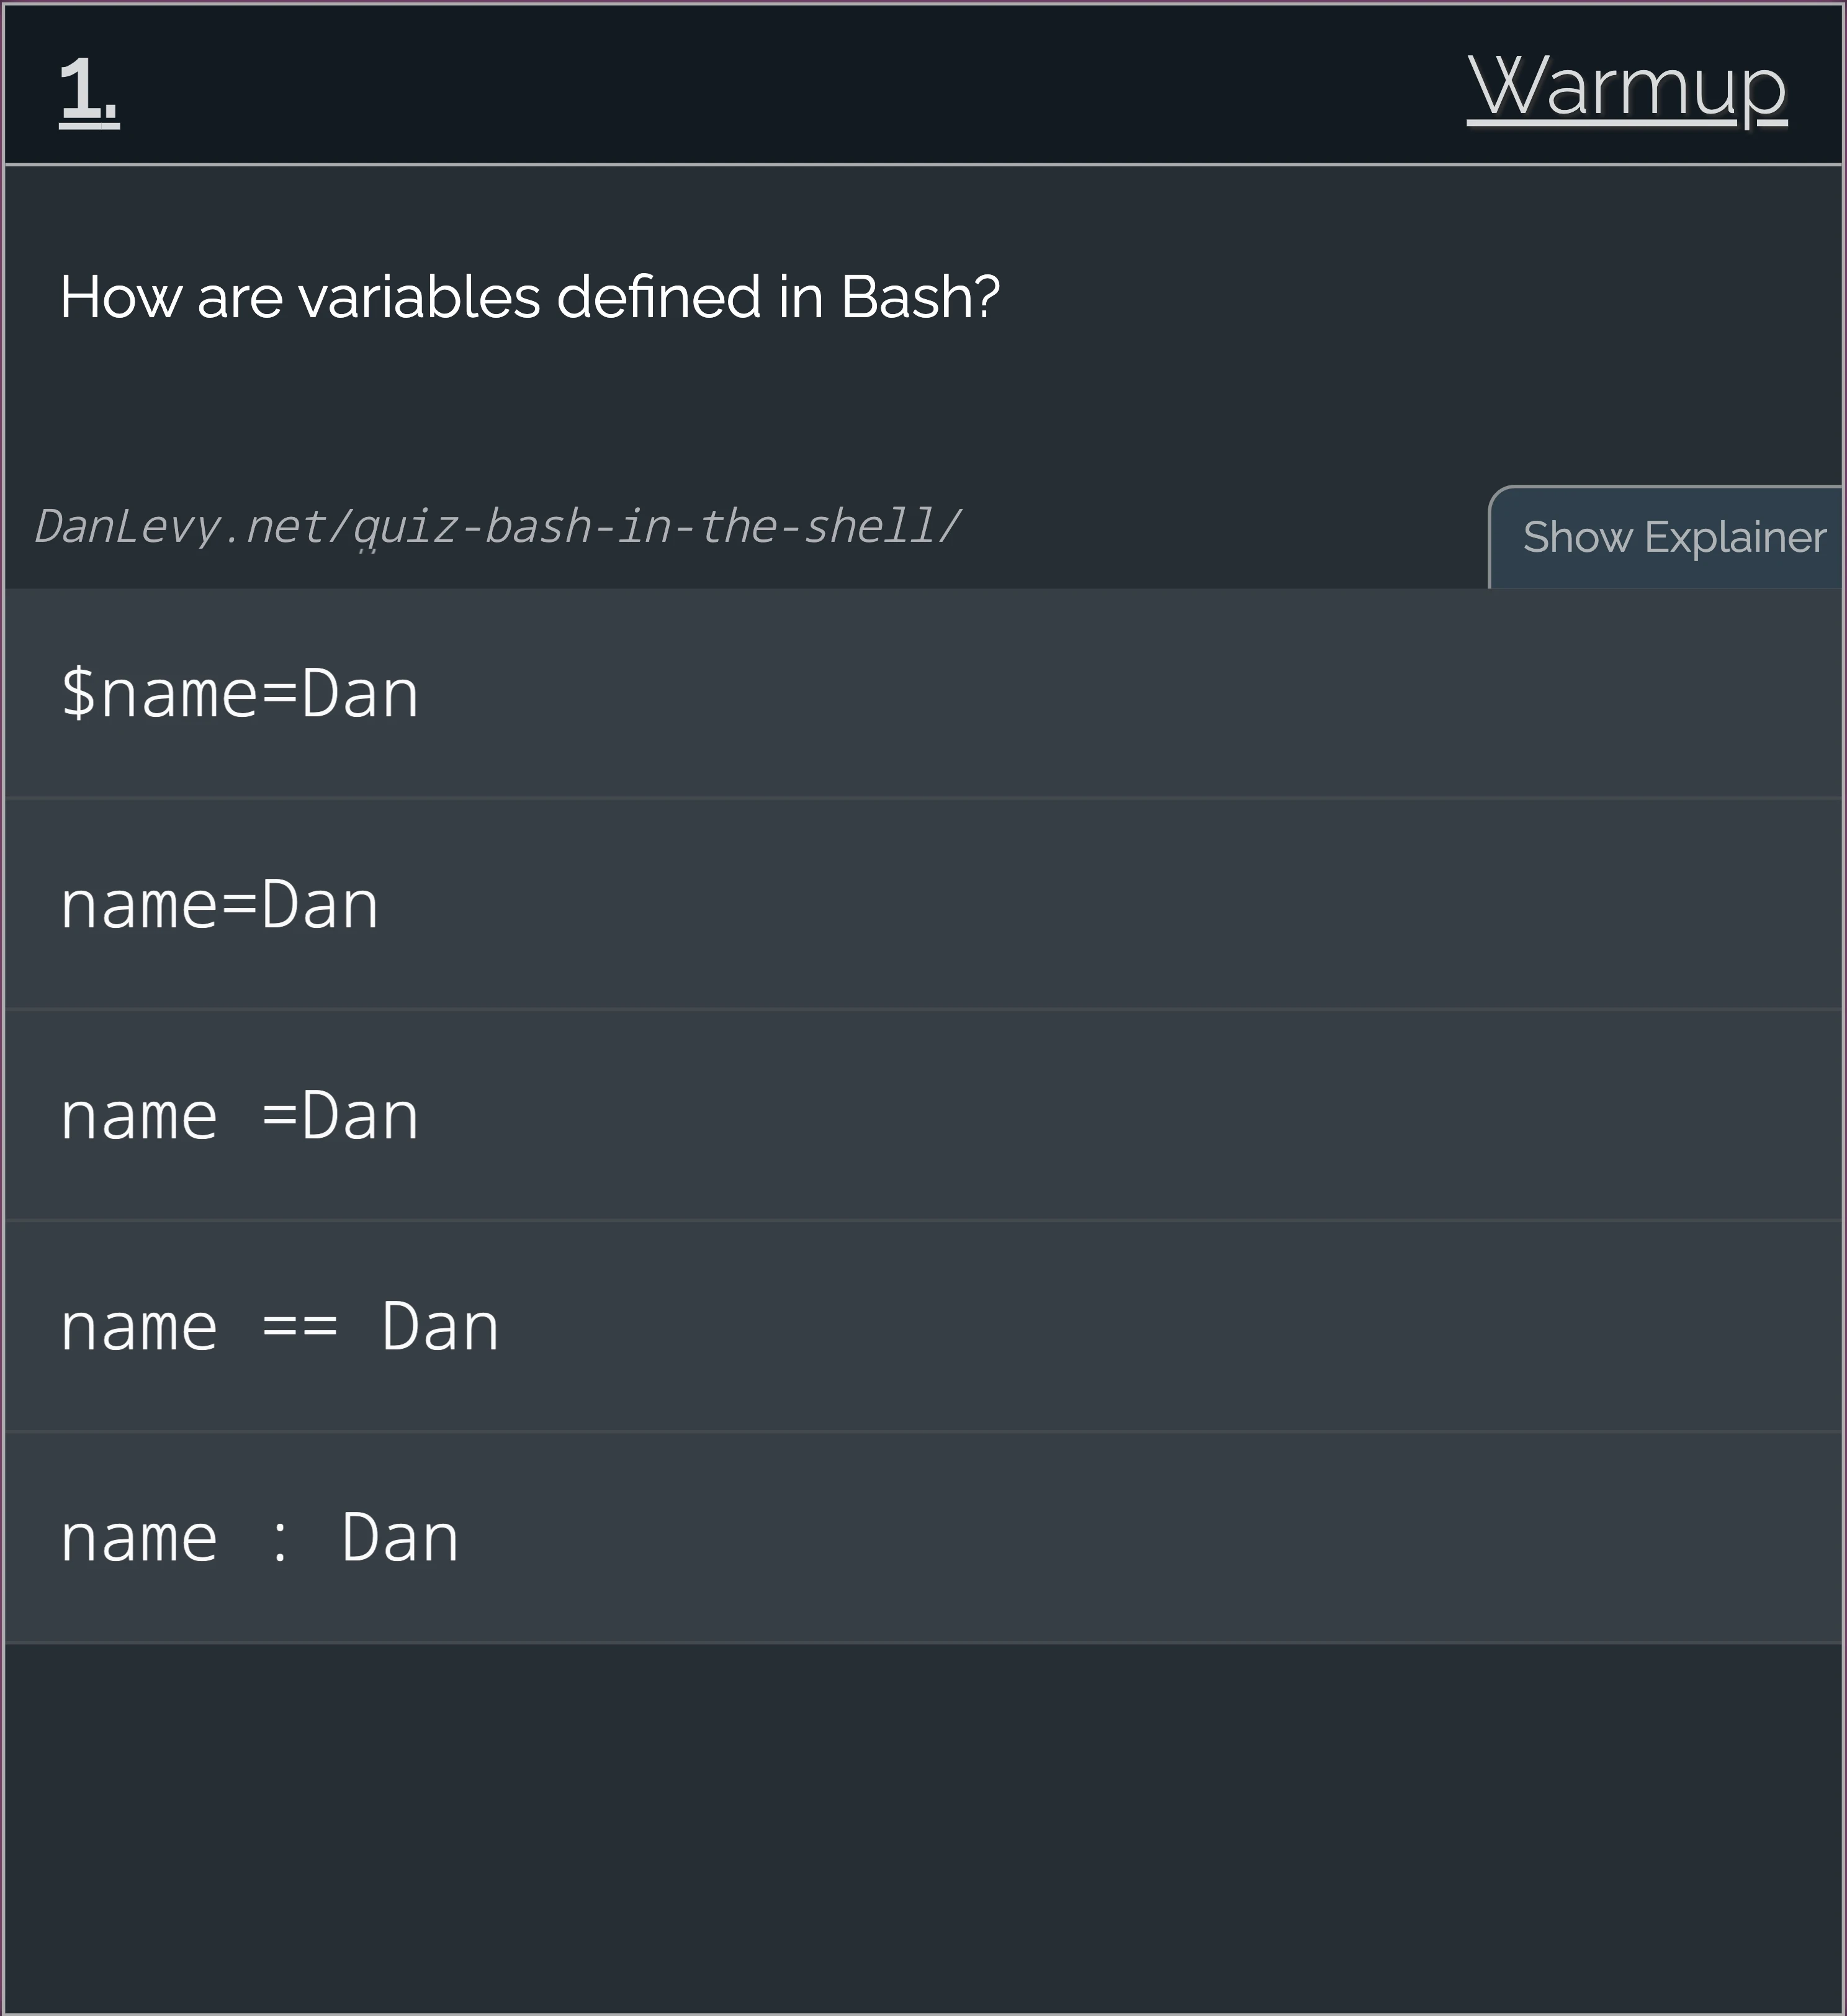 1.
Warmup
How are variables defined in Bash?
DanLevy.net/quiz-bash-in-the-shell/
Show Explainer
$name=Dan
name=Dan
name =Dan
name == Dan
name : Dan